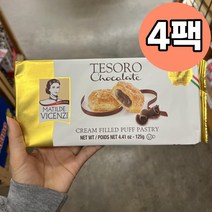 4팩
TESORO
Chocolate
MATILDE
VICENZI
CREAM FILLED PUFF PASTRY
NET WT / POIDS NET 4.41 OZ - 125g